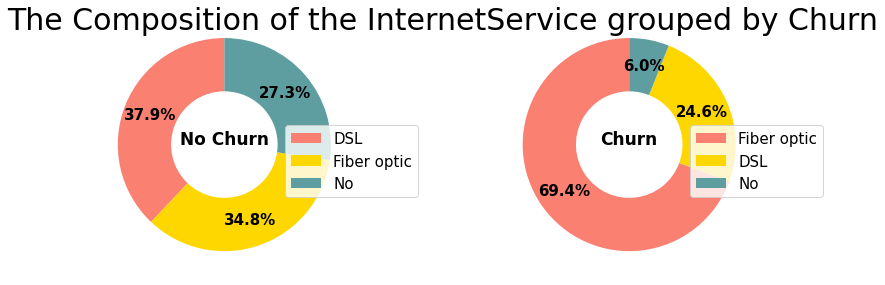 The Composition of the InternetService grouped by Churn
27.3%
37.9%
No Churn
34.8%
DSL
Fiber optic
No
6.0%
24.6%
Churn
69.4%
Fiber optic
DSL
No